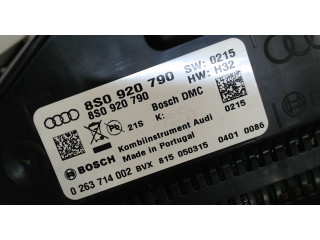 8S0 920 790 SW: 0215
8S0 920 790 HW: H32
21S Bosch DMC
K: 0215
BOSCH Kombiinstrument Audi
Made in Portugal
0 263 714 002 BVX 815 050315 0401 0086